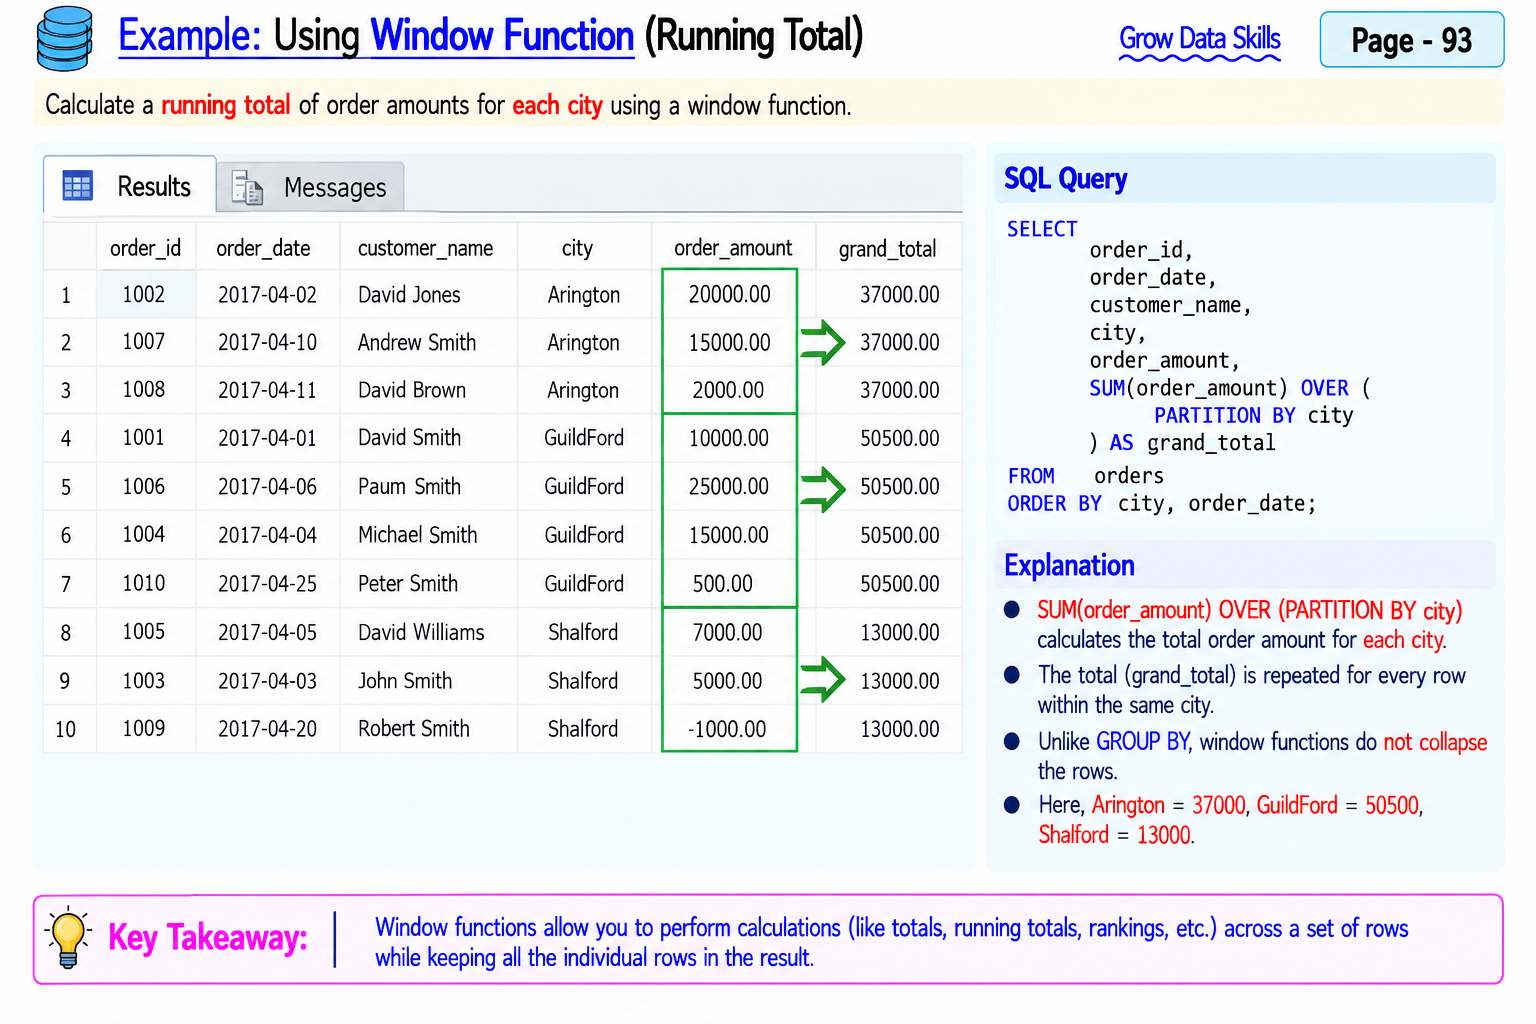 Example: Using Window Function (Running Total)
Grow Data Skills
Page - 93
Calculate a running total of order amounts for each city using a window function.
Results Messages
order_id order_date customer_name city order_amount grand_total
1 1002 2017-04-02 David Jones Arington 20000.00 37000.00
2 1007 2017-04-10 Andrew Smith Arington 15000.00 37000.00
3 1008 2017-04-11 David Brown Arington 2000.00 37000.00
4 1001 2017-04-01 David Smith GuildFord 10000.00 50500.00
5 1006 2017-04-06 Paum Smith GuildFord 25000.00 50500.00
6 1004 2017-04-04 Michael Smith GuildFord 15000.00 50500.00
7 1010 2017-04-25 Peter Smith GuildFord 500.00 50500.00
8 1005 2017-04-05 David Williams Shalford 7000.00 13000.00
9 1003 2017-04-03 John Smith Shalford 5000.00 13000.00
10 1009 2017-04-20 Robert Smith Shalford -1000.00 13000.00
SQL Query
SELECT
order_id,
order_date,
customer_name,
city,
order_amount,
SUM(order_amount) OVER (
PARTITION BY city
) AS grand_total
FROM orders
ORDER BY city, order_date;
Explanation
SUM(order_amount) OVER (PARTITION BY city)
calculates the total order amount for each city.
The total (grand_total) is repeated for every row
within the same city.
Unlike GROUP BY, window functions do not collapse
the rows.
Here, Arington = 37000, GuildFord = 50500,
Shalford = 13000.
Key Takeaway:
Window functions allow you to perform calculations (like totals, running totals, rankings, etc.) across a set of rows
while keeping all the individual rows in the result.